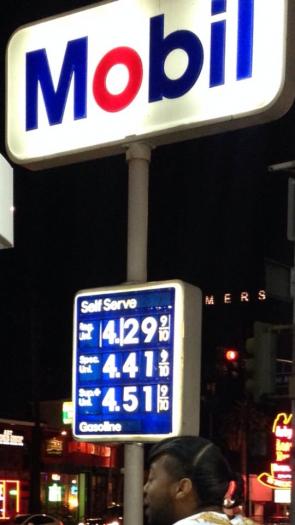 Mobil
Self Serve
Reg. Unl. 4.29 9/10
Spec. Unl. 4.41 9/10
Sup+ Unl. 4.51 9/10
Gasoline
MERS